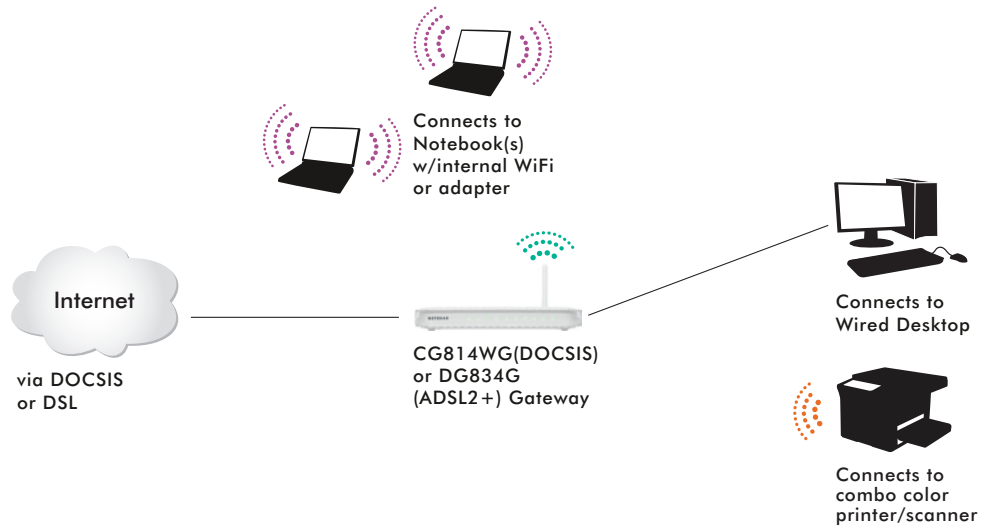 Connects to
Notebook(s)
w/internal WiFi
or adapter
Internet
via DOCSIS
or DSL
NETGEAR
CG814WG(DOCSIS)
or DG834G
(ADSL2+) Gateway
Connects to
Wired Desktop
Connects to
combo color
printer/scanner